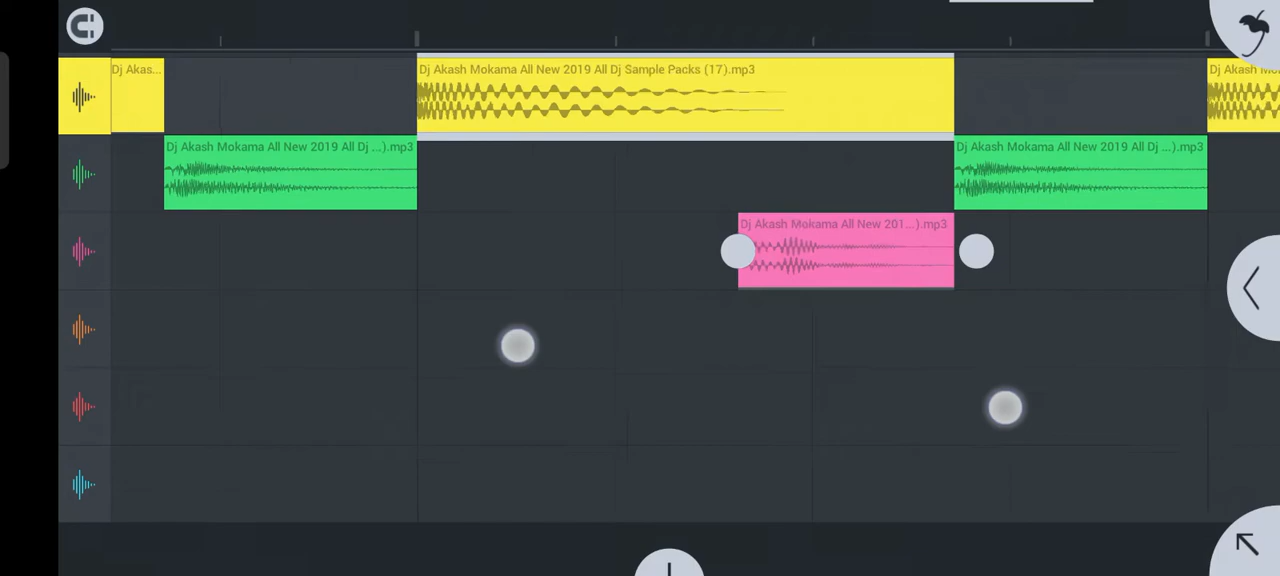 Dj Akas...
Dj Akash Mokama All New 2019 All Dj Sample Packs (17).mp3
Dj Akash Mo
Dj Akash Mokama All New 2019 All Dj ...).mp3
Dj Akash Mokama All New 2019 All Dj ...).mp3
Dj Akash Mokama All New 201...).mp3